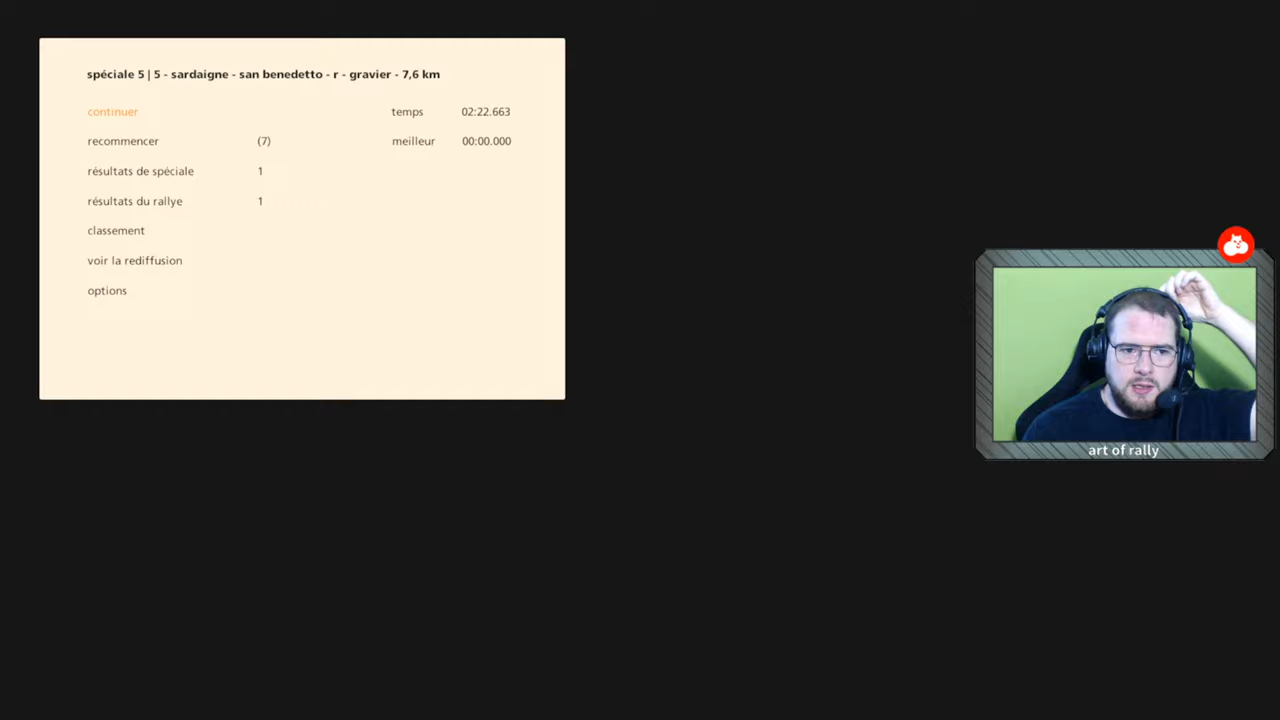 spéciale 5 | 5 - sardaigne - san benedetto - r - gravier - 7,6 km
continuer
temps 02:22.663
recommencer (7)
meilleur 00:00.000
résultats de spéciale 1
résultats du rallye 1
classement
voir la rediffusion
options
art of rally